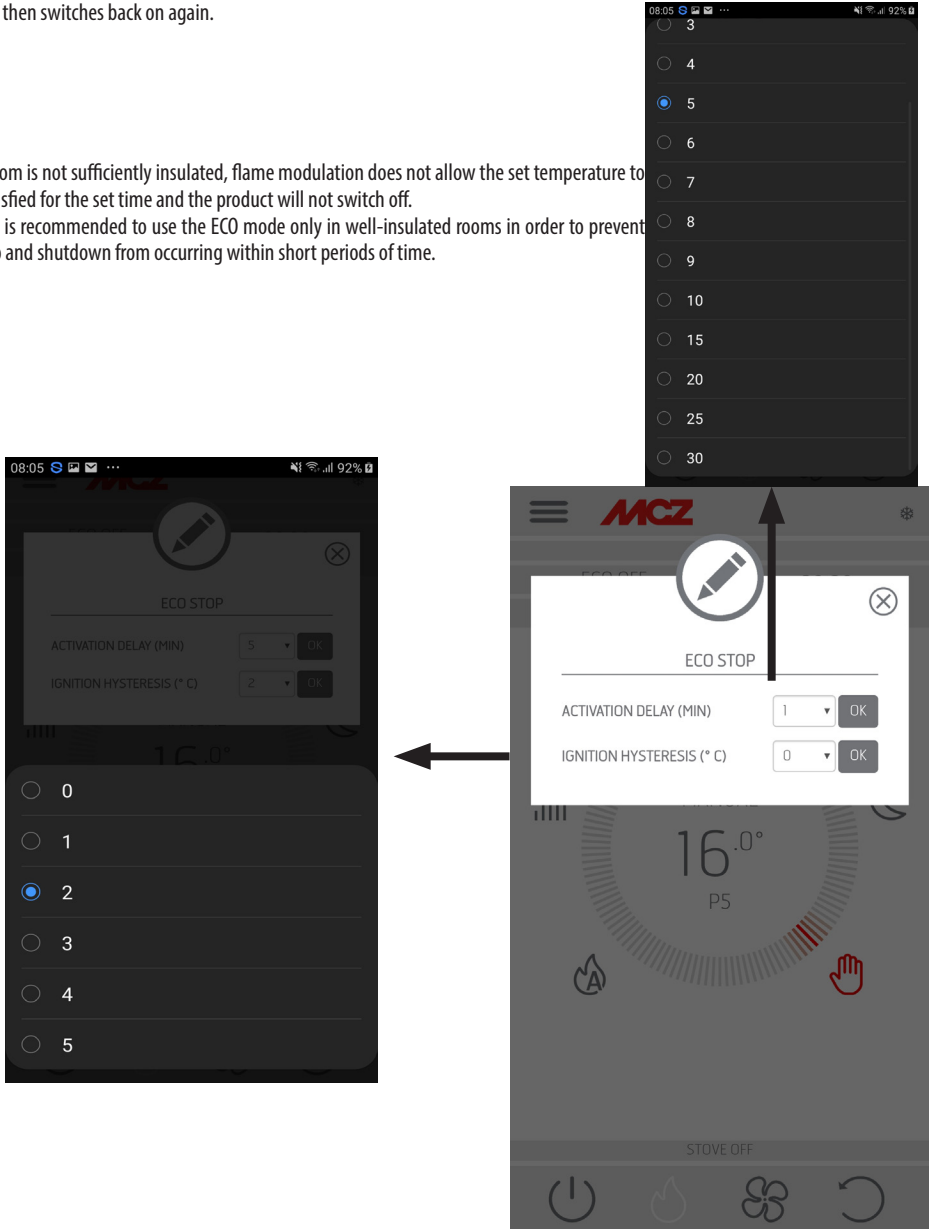 then switches back on again.
om is not sufficiently insulated, flame modulation does not allow the set temperature to
sfied for the set time and the product will not switch off.
is recommended to use the ECO mode only in well-insulated rooms in order to prevent
and shutdown from occurring within short periods of time.
08:05 92%
3
4
5
6
7
8
9
10
15
20
25
30
08:05 92%
MCZ
ECO STOP
ACTIVATION DELAY (MIN) 5 OK
IGNITION HYSTERESIS (° C) 2 OK
16.0°
0
1
2
3
4
5
MCZ
ECO OFF
ECO STOP
ACTIVATION DELAY (MIN) 1 OK
IGNITION HYSTERESIS (° C) 0 OK
16.0°
P5
A
STOVE OFF